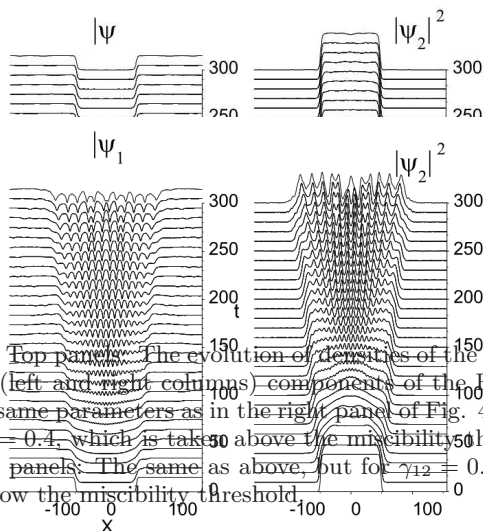 |ψ |ψ₂|²
300 300
250 250
|ψ₁ |ψ₂|²
300 300
250 250
200 200
t
150 150
Top panels: The evolution of densities of the
(left and right columns) components of the
100 100
same parameters as in the right panel of Fig. 4
= 0.4, which is taken above the miscibility th
50 50
panels: The same as above, but for γ₁₂ = 0.
ow the miscibility threshold.
0 0
-100 0 100 -100 0 100
X